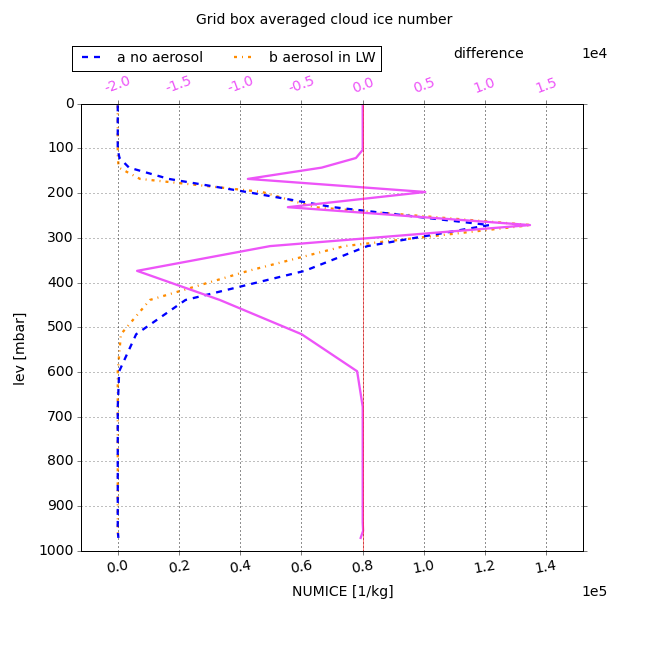 Grid box averaged cloud ice number
a no aerosol b aerosol in LW difference 1e4
-2.0 -1.5 -1.0 -0.5 0.0 0.5 1.0 1.5
0
100
200
300
400
500
600
700
800
900
1000
lev [mbar]
0.0 0.2 0.4 0.6 0.8 1.0 1.2 1.4
NUMICE [1/kg] 1e5